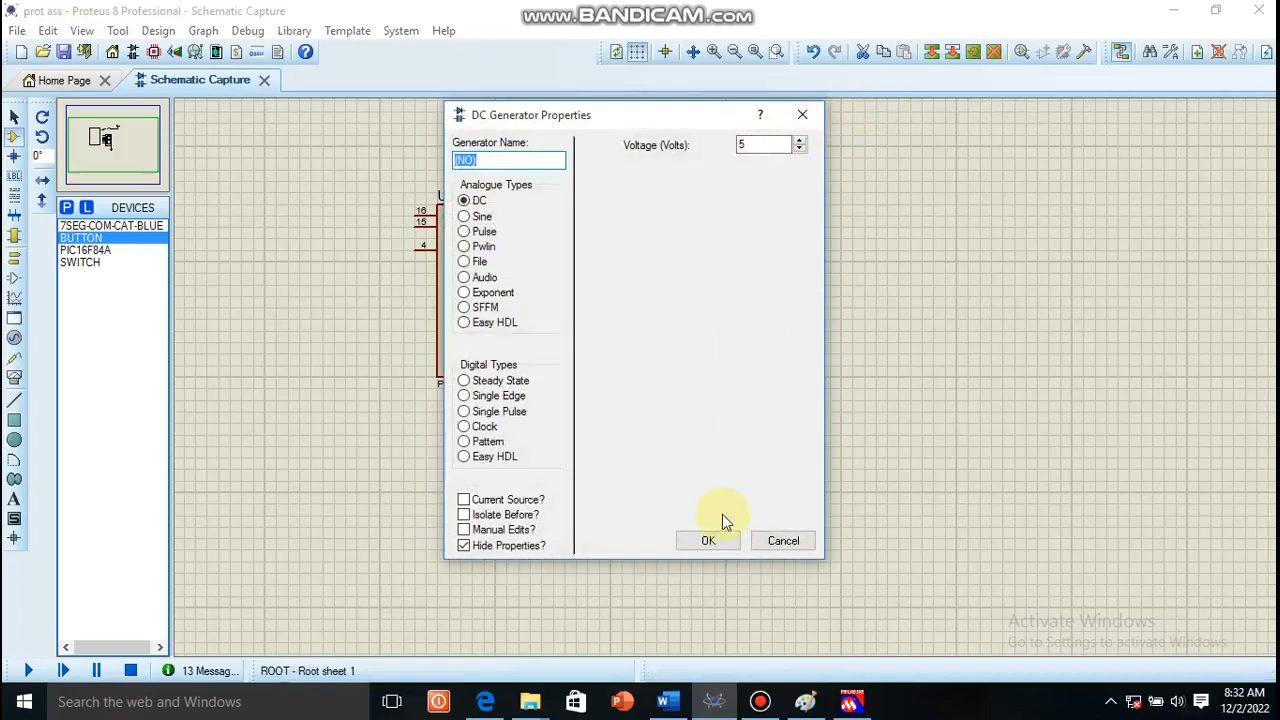 prot ass - Proteus 8 Professional - Schematic Capture
www.BANDICAM.com
File Edit View Tool Design Graph Debug Library Template System Help
Home Page
Schematic Capture
DC Generator Properties
?
Generator Name:
(NO)
Voltage (Volts):
5
Analogue Types
DC
Sine
Pulse
Pwlin
File
Audio
Exponent
SFFM
Easy HDL
Digital Types
Steady State
Single Edge
Single Pulse
Clock
Pattern
Easy HDL
Current Source?
Isolate Before?
Manual Edits?
Hide Properties?
OK
Cancel
0°
LBL
P L DEVICES
7SEG-COM-CAT-BLUE
BUTTON
PIC16F84A
SWITCH
U
16
15
4
P
A
Activate Windows
Go to Settings to activate Windows.
13 Messag...
ROOT - Root sheet 1
Search the web and Windows
8:32 AM
12/2/2022